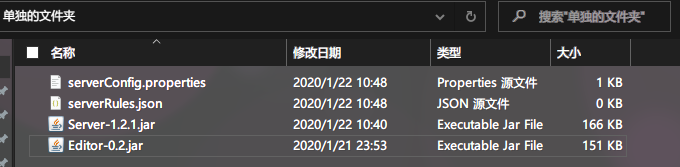 单独的文件夹
搜索"单独的文件夹"
名称 修改日期 类型 大小
serverConfig.properties 2020/1/22 10:48 Properties 源文件 1 KB
serverRules.json 2020/1/22 10:48 JSON 源文件 0 KB
Server-1.2.1.jar 2020/1/22 10:40 Executable Jar File 166 KB
Editor-0.2.jar 2020/1/21 23:53 Executable Jar File 151 KB